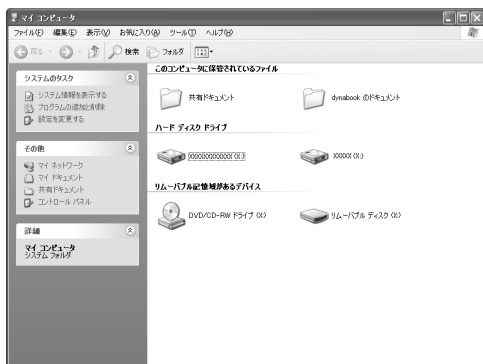 マイ コンピュータ
ファイル(F) 編集(E) 表示(V) お気に入り(A) ツール(T) ヘルプ(H)
戻る 検索 フォルダ
システムのタスク
システム情報を表示する
プログラムの追加と削除
設定を変更する
その他
マイ ネットワーク
マイ ドキュメント
共有ドキュメント
コントロール パネル
詳細
マイ コンピュータ
システム フォルダ
このコンピュータに保管されているファイル
共有ドキュメント
dynabook のドキュメント
ハード ディスク ドライブ
XXXXXXXXXXXX (X:)
XXXXX (X:)
リムーバブル記憶域があるデバイス
DVD/CD-RW ドライブ (X:)
リムーバブル ディスク (X:)